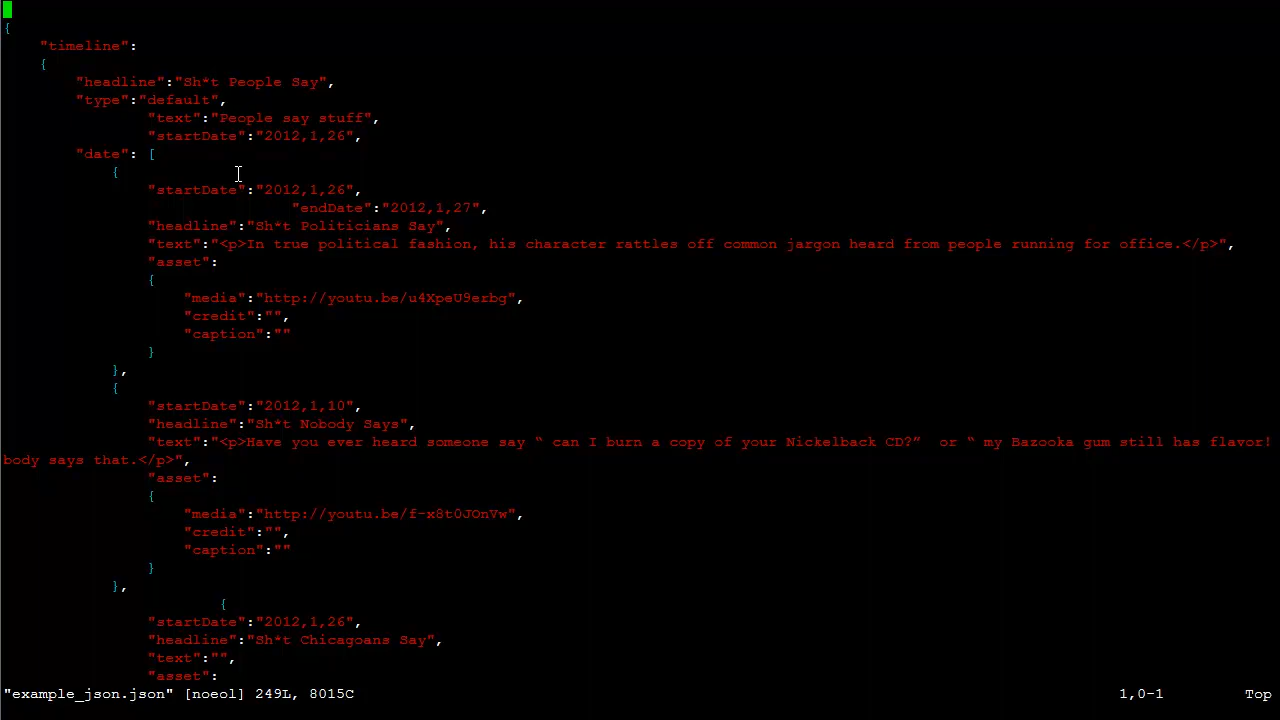 {
"timeline":
{
"headline":"Sh*t People Say",
"type":"default",
"text":"People say stuff",
"startDate":"2012,1,26",
"date": [
{
"startDate":"2012,1,26",
"endDate":"2012,1,27",
"headline":"Sh*t Politicians Say",
"text":"<p>In true political fashion, his character rattles off common jargon heard from people running for office.</p>",
"asset":
{
"media":"http://youtu.be/u4XpeU9erbg",
"credit":"",
"caption":""
}
},
{
"startDate":"2012,1,10",
"headline":"Sh*t Nobody Says",
"text":"<p>Have you ever heard someone say “ can I burn a copy of your Nickelback CD?”  or “ my Bazooka gum still has flavor!
body says that.</p>",
"asset":
{
"media":"http://youtu.be/f-x8t0JOnVw",
"credit":"",
"caption":""
}
},
{
"startDate":"2012,1,26",
"headline":"Sh*t Chicagoans Say",
"text":"",
"asset":
"example_json.json" [noeol] 249L, 8015C 1,0-1 Top